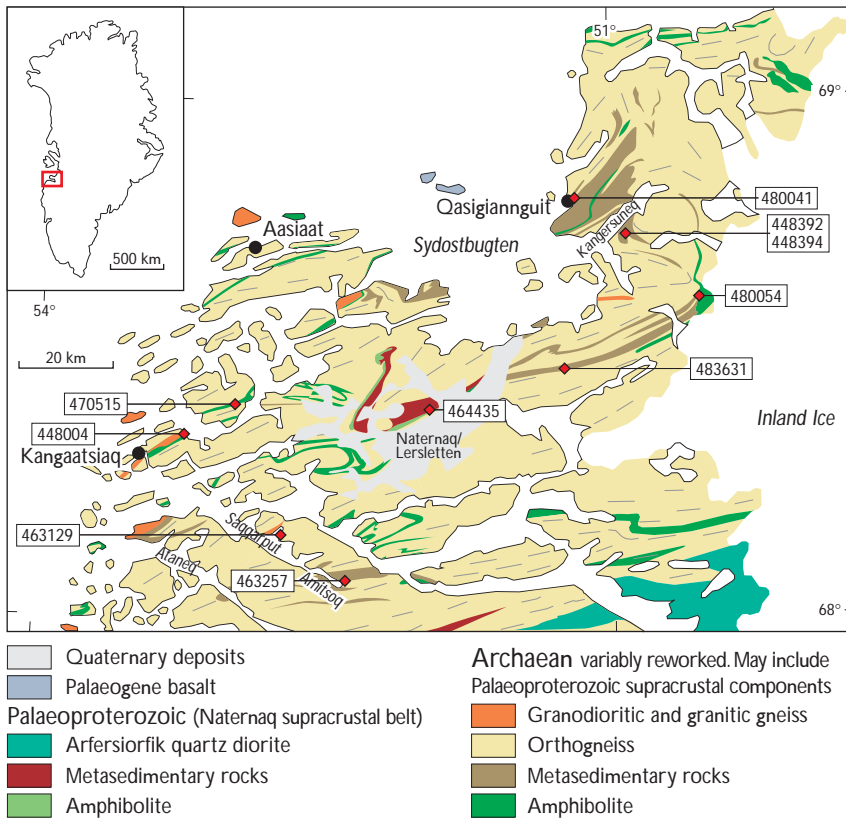 51°
69°
Qasigiannguit
480041
Kangersuneq
448392
448394
Aasiaat
Sydostbugten
500 km
54°
480054
20 km
483631
470515
464435
448004
Inland Ice
Naternaq/
Lersletten
Kangaatsiaq
463129
Saqqarput
Ataneq
463257
Amitsoq
68°
Quaternary deposits
Palaeogene basalt
Palaeoproterozoic (Naternaq supracrustal belt)
Arfersiorfik quartz diorite
Metasedimentary rocks
Amphibolite
Archaean variably reworked. May include
Palaeoproterozoic supracrustal components
Granodioritic and granitic gneiss
Orthogneiss
Metasedimentary rocks
Amphibolite